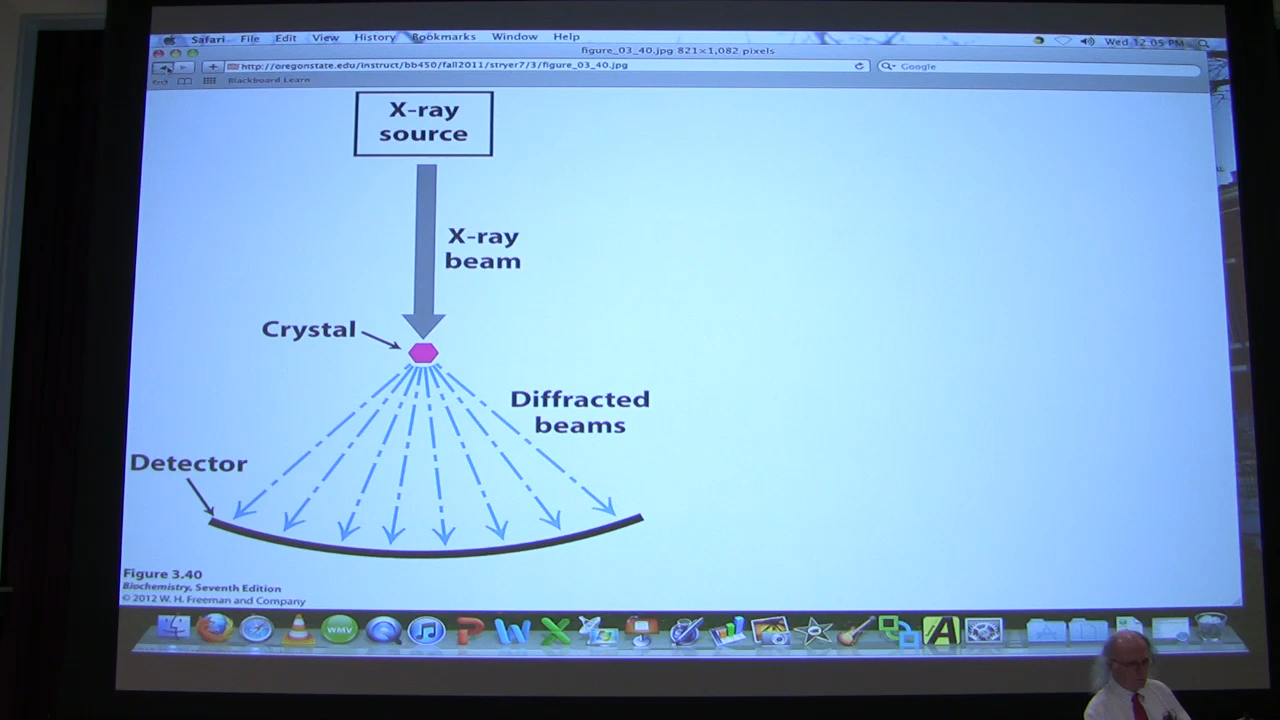 Safari File Edit View History Bookmarks Window Help Wed 12:05 PM
figure_03_40.jpg 821×1,082 pixels
http://oregonstate.edu/instruct/bb450/fall2011/stryer7/3/figure_03_40.jpg Google
Blackboard Learn
X-ray
source
X-ray
beam
Crystal
Diffracted
beams
Detector
Figure 3.40
Biochemistry, Seventh Edition
© 2012 W. H. Freeman and Company
WMV